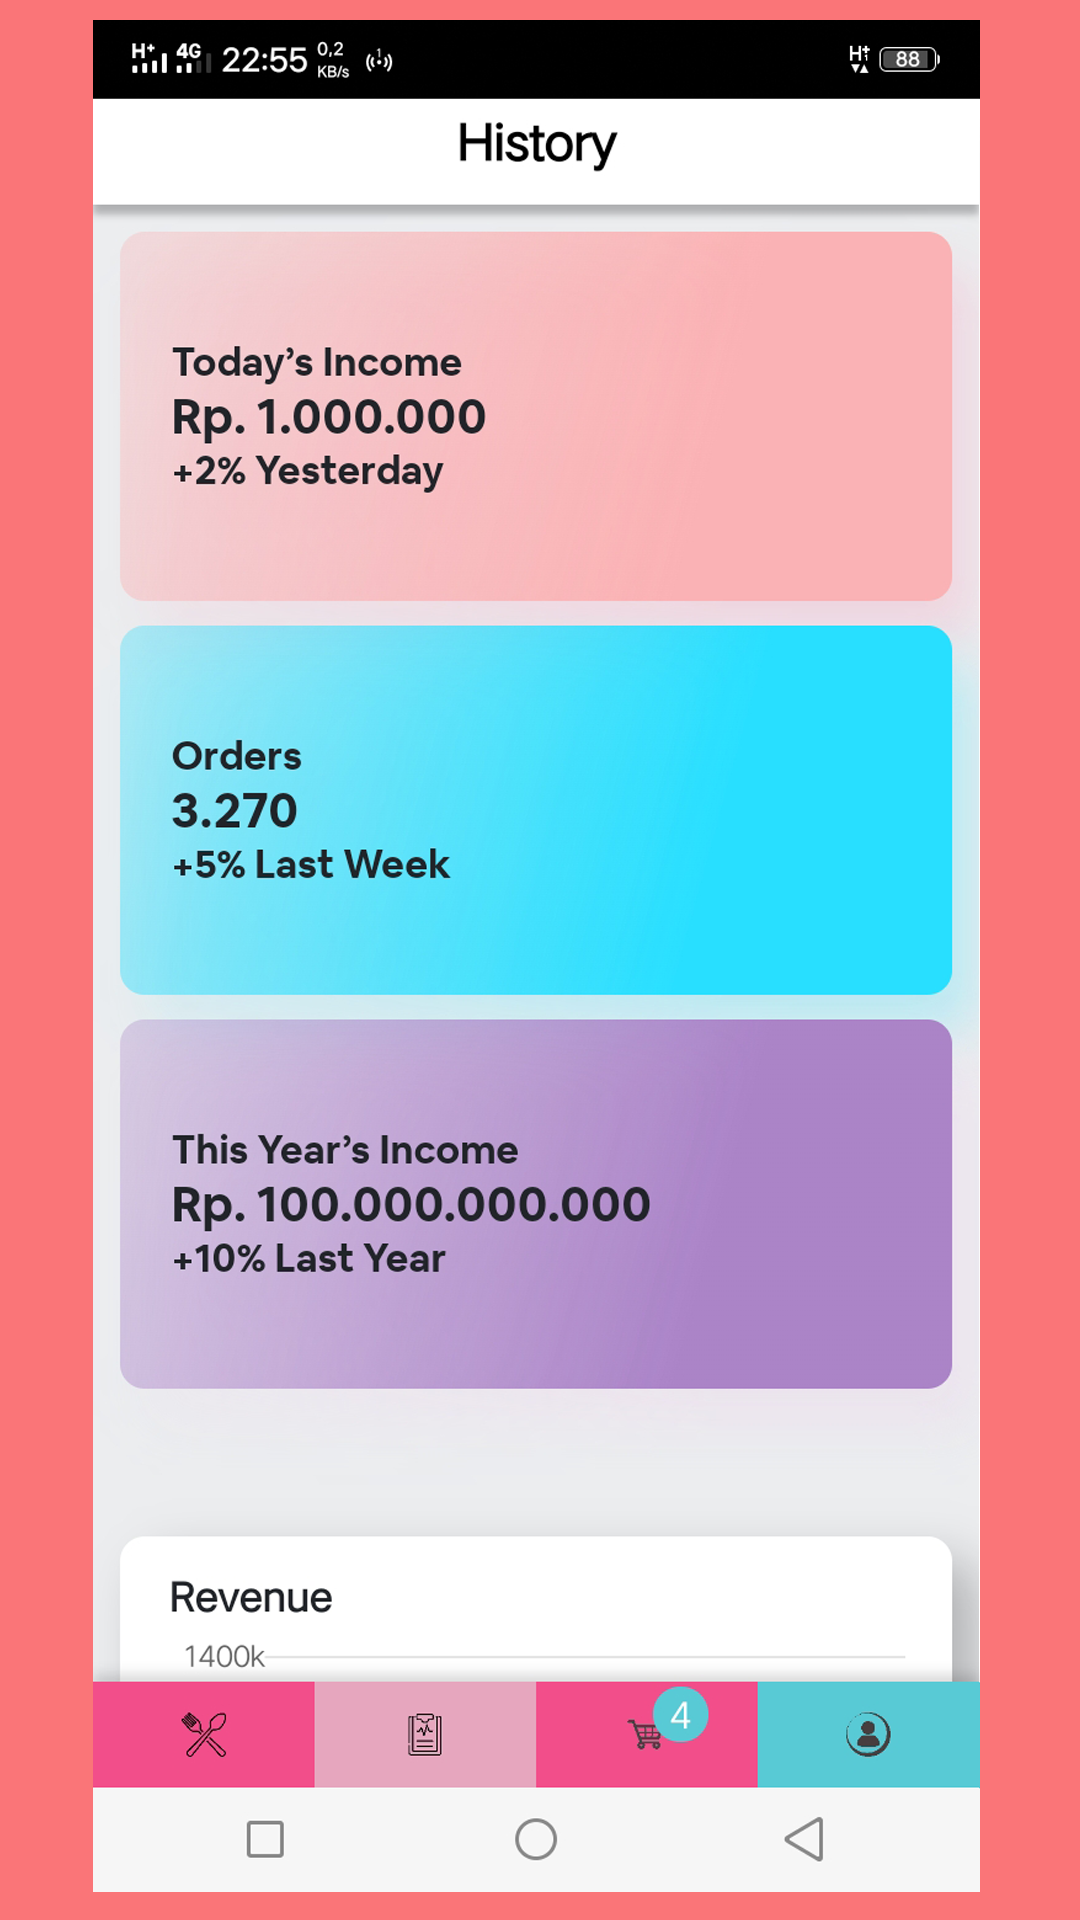 H+ 4G 22:55 0,2 KB/s 88
History
Today’s Income
Rp. 1.000.000
+2% Yesterday
Orders
3.270
+5% Last Week
This Year’s Income
Rp. 100.000.000.000
+10% Last Year
Revenue
1400k
4